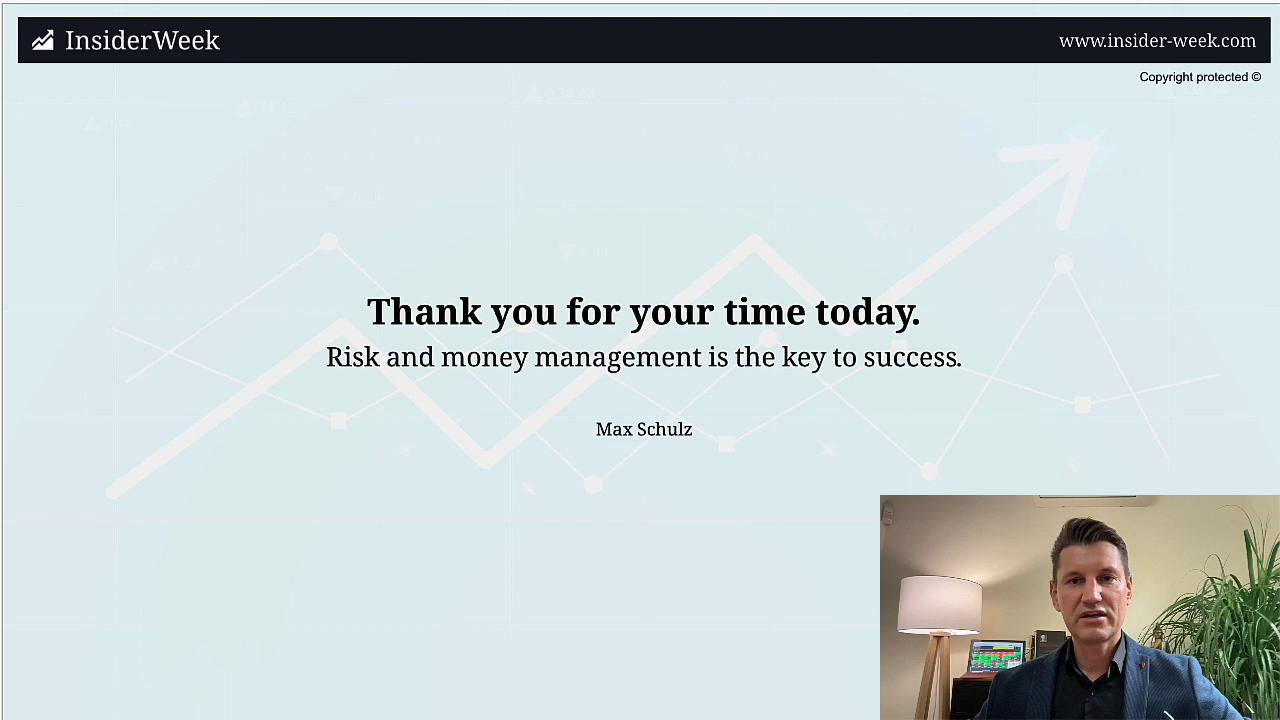 InsiderWeek
www.insider-week.com
Copyright protected ©
Thank you for your time today.
Risk and money management is the key to success.
Max Schulz